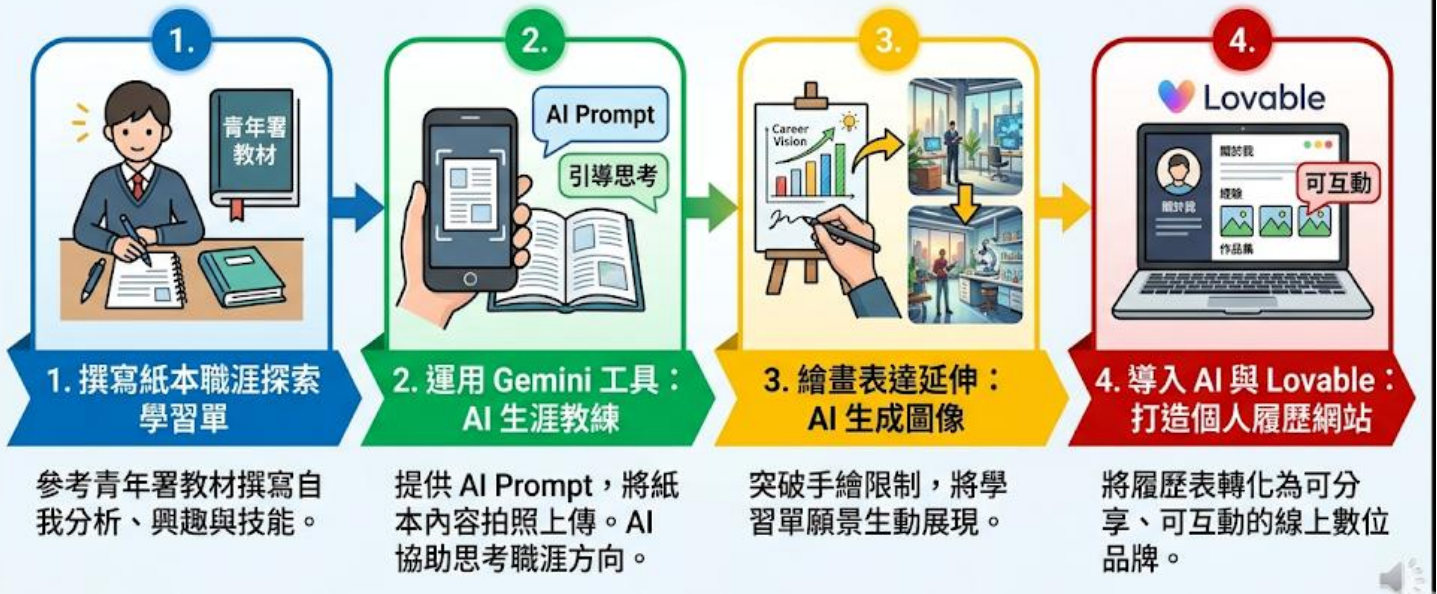 1.
青年署
教材
1. 撰寫紙本職涯探索
學習單
參考青年署教材撰寫自
我分析、興趣與技能。
2.
AI Prompt
引導思考
2. 運用 Gemini 工具：
AI 生涯教練
提供 AI Prompt，將紙
本內容拍照上傳。AI
協助思考職涯方向。
3.
Career
Vision
3. 繪畫表達延伸：
AI 生成圖像
突破手繪限制，將學
習單願景生動展現。
4.
Lovable
關於我
關於我
經驗
可互動
作品集
4. 導入 AI 與 Lovable：
打造個人履歷網站
將履歷表轉化為可分
享、可互動的線上數位
品牌。